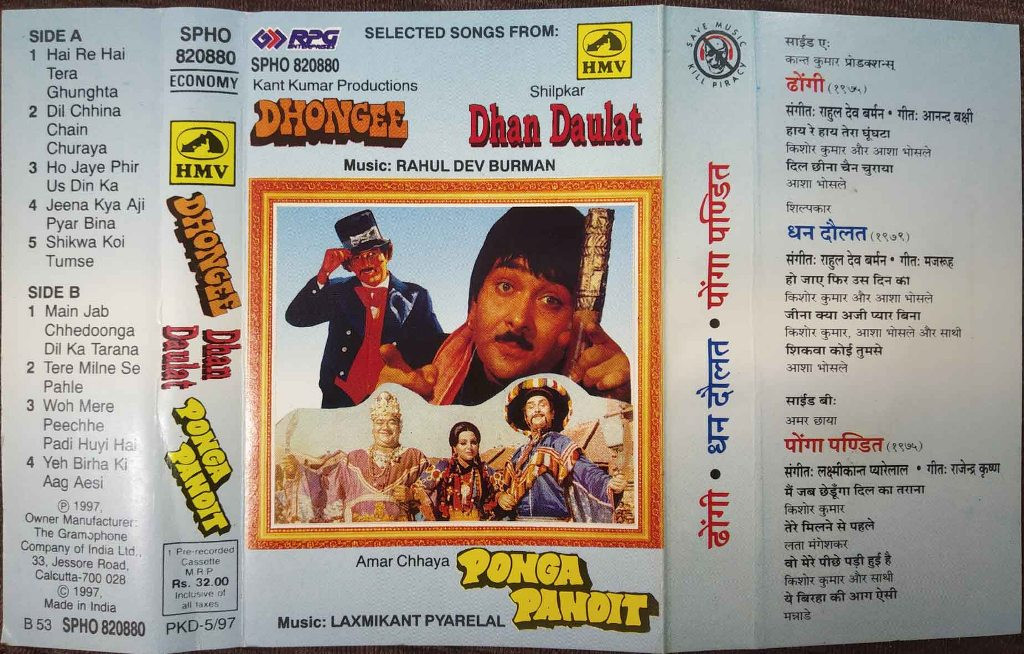 SIDE A
1 Hai Re Hai
Tera
Ghunghta
2 Dil Chhina
Chain
Churaya
3 Ho Jaye Phir
Us Din Ka
4 Jeena Kya Aji
Pyar Bina
5 Shikwa Koi
Tumse
SIDE B
1 Main Jab
Chhedoonga
Dil Ka Tarana
2 Tere Milne Se
Pahle
3 Woh Mere
Peechhe
Padi Huyi Hai
4 Yeh Birha Ki
Aag Aesi
℗ 1997,
Owner Manufacturer:
The Gramophone
Company of India Ltd.,
33, Jessore Road,
Calcutta-700 028
© 1997,
Made in India
B 53 SPHO 820880
SPHO
820880
ECONOMY
HMV
DHONGEE
Dhan
Daulat
PONGA
PANDIT
1 Pre-recorded
Cassette
M.R.P
Rs. 32.00
Inclusive of
all taxes
PKD-5/97
RPG
SELECTED SONGS FROM:
HMV
SPHO 820880
Kant Kumar Productions
DHONGEE
Shilpkar
Dhan Daulat
Music: RAHUL DEV BURMAN
Amar Chhaya
PONGA
PANDIT
Music: LAXMIKANT PYARELAL
ढोंगी • धन दौलत • पोंगा पण्डित
SAVE MUSIC
KILL PIRACY
साईड ए:
कान्त कुमार प्रोडक्शन्स्
ढोंगी (१९७५)
संगीत: राहुल देव बर्मन • गीत: आनन्द बक्षी
हाय रे हाय तेरा घूंघटा
किशोर कुमार और आशा भोसले
दिल छीना चैन चुराया
आशा भोसले
शिल्पकार
धन दौलत (१९७९)
संगीत: राहुल देव बर्मन • गीत: मजरूह
हो जाए फिर उस दिन का
किशोर कुमार और आशा भोसले
जीना क्या अजी प्यार बिना
किशोर कुमार, आशा भोसले और साथी
शिकवा कोई तुमसे
आशा भोसले
साईड बी:
अमर छाया
पोंगा पण्डित (१९७५)
संगीत: लक्ष्मीकान्त प्यारेलाल • गीत: राजेन्द्र कृष्ण
मैं जब छेडूँगा दिल का तराना
किशोर कुमार
तेरे मिलने से पहले
लता मंगेशकर
वो मेरे पीछे पड़ी हुई है
किशोर कुमार और साथी
ये बिरहा की आग ऐसी
मन्नाडे